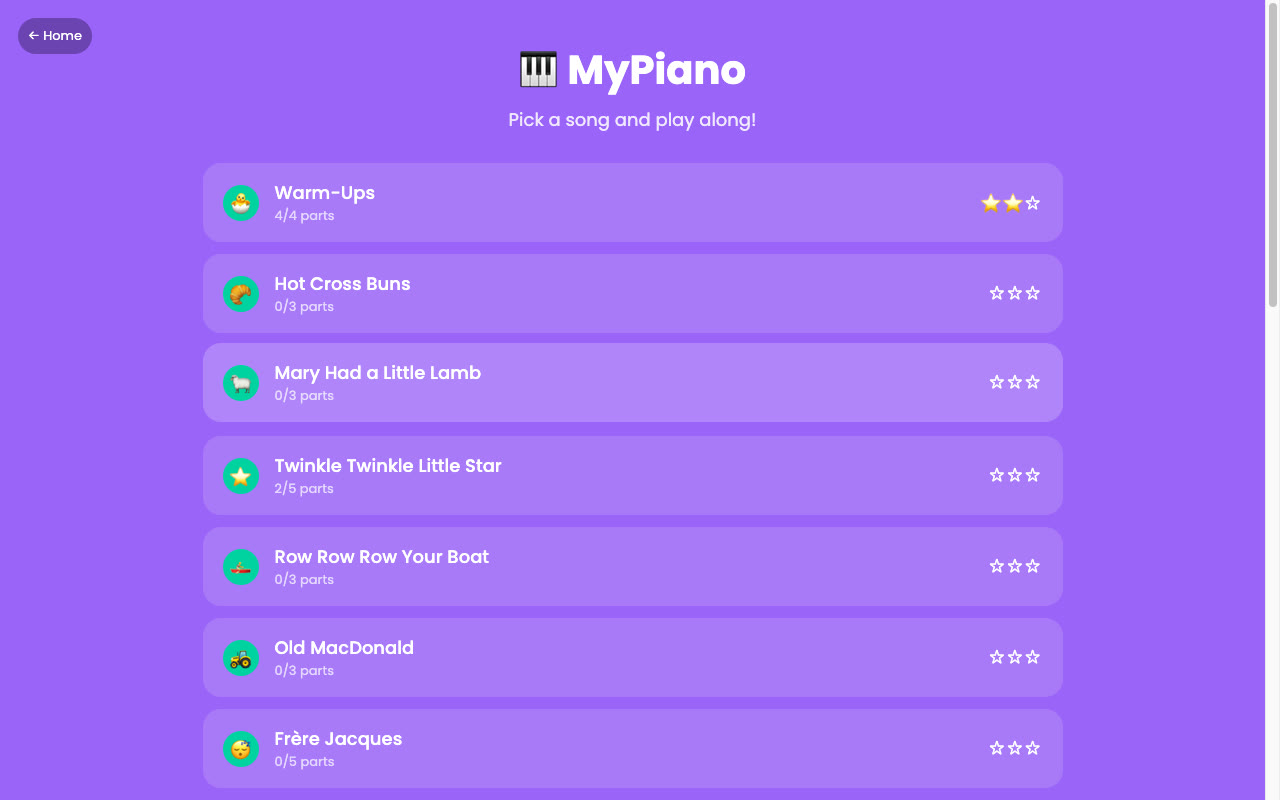 ← Home
🎹 MyPiano
Pick a song and play along!
Warm-Ups
4/4 parts
Hot Cross Buns
0/3 parts
Mary Had a Little Lamb
0/3 parts
Twinkle Twinkle Little Star
2/5 parts
Row Row Row Your Boat
0/3 parts
Old MacDonald
0/3 parts
Frère Jacques
0/5 parts